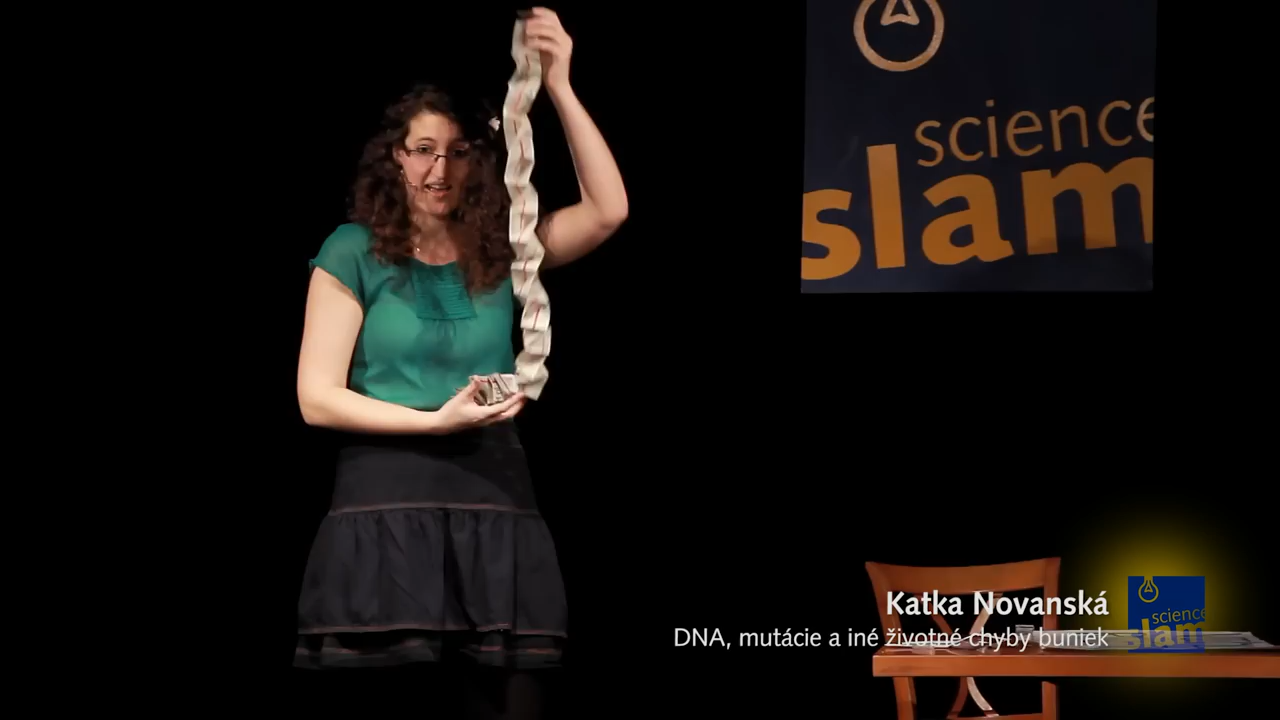 science
slam
Katka Novanská
DNA, mutácie a iné životné chyby buniek
science
slam